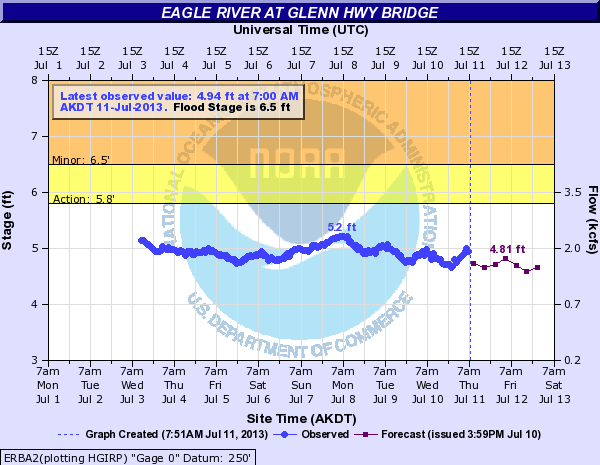 EAGLE RIVER AT GLENN HWY BRIDGE
Universal Time (UTC)
15Z 15Z 15Z 15Z 15Z 15Z 15Z 15Z 15Z 15Z 15Z 15Z 15Z
Jul 1 Jul 2 Jul 3 Jul 4 Jul 5 Jul 6 Jul 7 Jul 8 Jul 9 Jul 10 Jul 11 Jul 12 Jul 13
8
Latest observed value: 4.94 ft at 7:00 AM
AKDT 11-Jul-2013. Flood Stage is 6.5 ft
7
NOAA
Minor: 6.5'
6 3.5
Action: 5.8'
Stage (ft)
Flow (kcfs)
5.2 ft
4.81 ft
5 2.0
4 0.7
U.S. DEPARTMENT OF COMMERCE
3 0.2
7am 7am 7am 7am 7am 7am 7am 7am 7am 7am 7am 7am 7am
Mon Tue Wed Thu Fri Sat Sun Mon Tue Wed Thu Fri Sat
Jul 1 Jul 2 Jul 3 Jul 4 Jul 5 Jul 6 Jul 7 Jul 8 Jul 9 Jul 10 Jul 11 Jul 12 Jul 13
Site Time (AKDT)
Graph Created (7:51AM Jul 11, 2013) Observed Forecast (issued 3:59PM Jul 10)
ERBA2(plotting HGIRP) "Gage 0" Datum: 250'